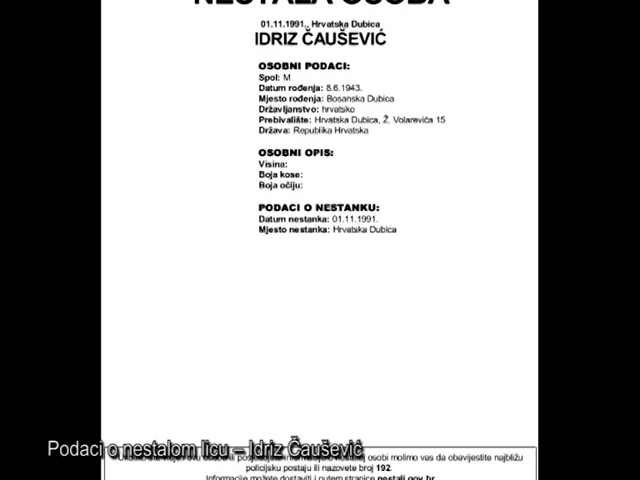 NESTALA OSOBA
01.11.1991., Hrvatska Dubica
IDRIZ ČAUŠEVIĆ
OSOBNI PODACI:
Spol: M
Datum rođenja: 8.6.1943.
Mjesto rođenja: Bosanska Dubica
Državljanstvo: hrvatsko
Prebivalište: Hrvatska Dubica, Ž. Volarevića 15
Država: Republika Hrvatska
OSOBNI OPIS:
Visina:
Boja kose:
Boja očiju:
PODACI O NESTANKU:
Datum nestanka: 01.11.1991.
Mjesto nestanka: Hrvatska Dubica
Podaci o nestalom licu – Idriz Čaušević
osobi molimo vas da obavijestite najbližu
policijsku postaju ili nazovete broj 192.
Informacije možete dostaviti i putem stranice nestali.gov.hr